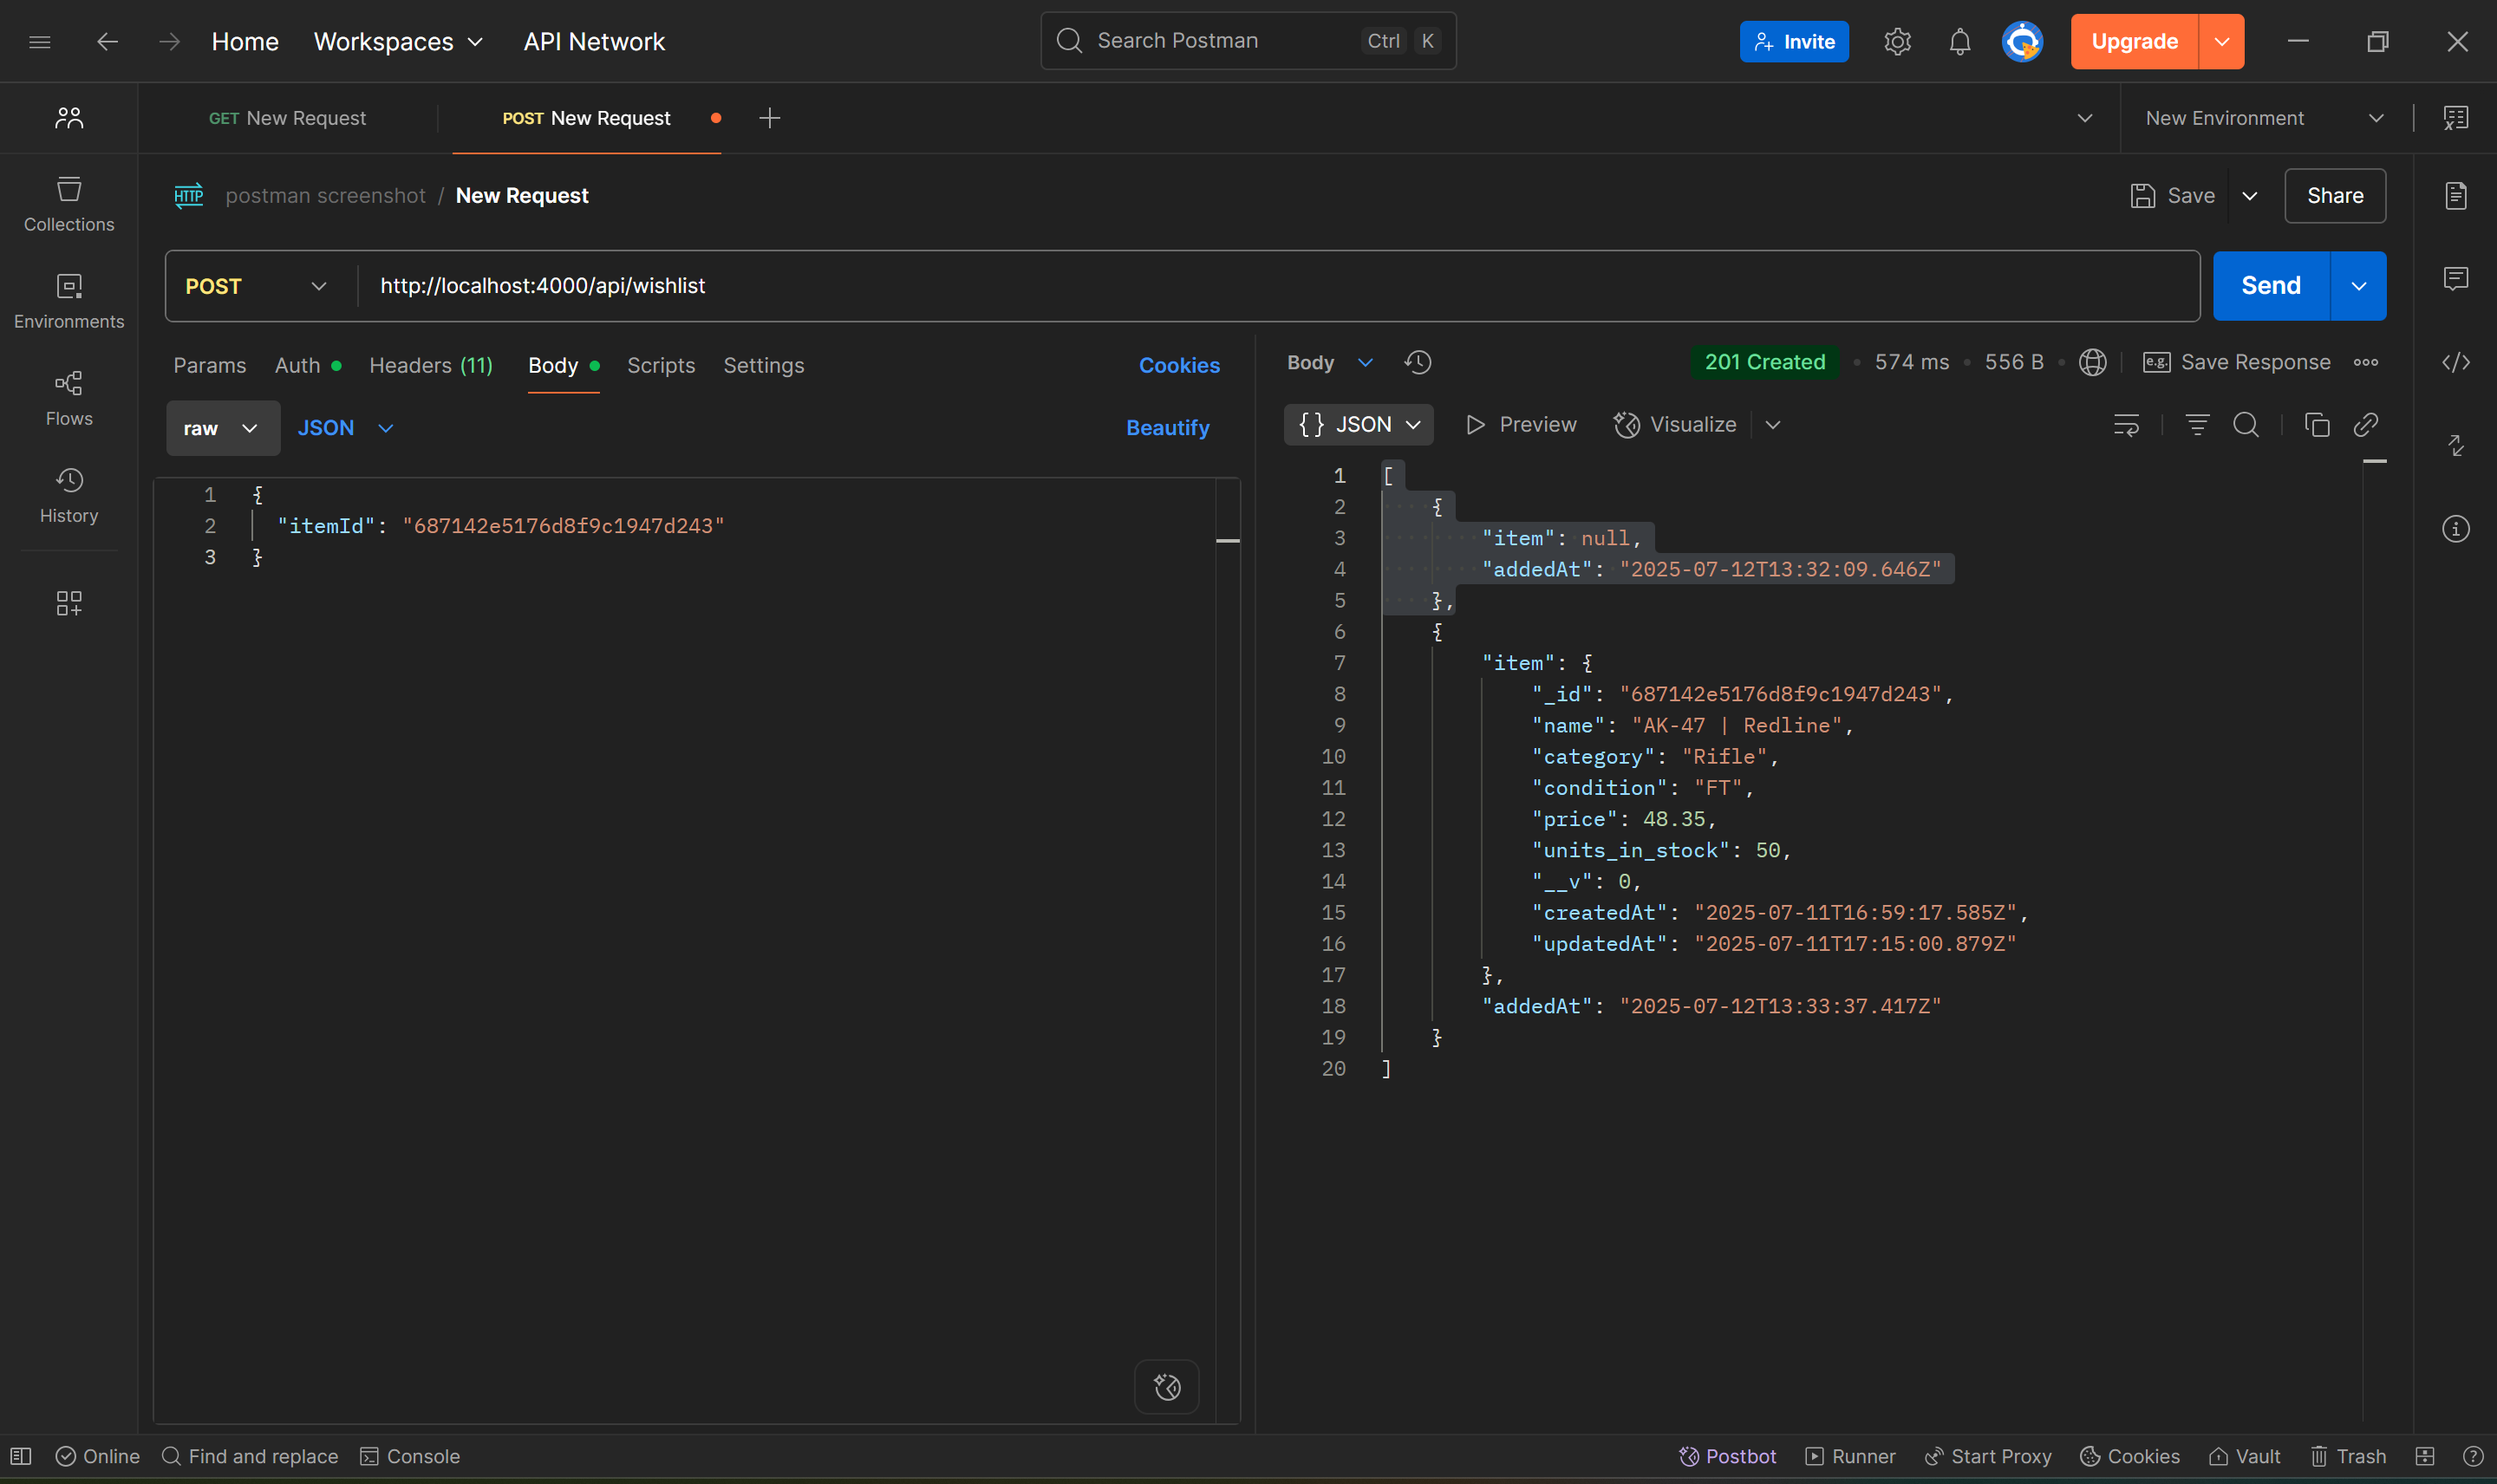 Home Workspaces API Network Search Postman Ctrl K Invite Upgrade
GET New Request POST New Request New Environment
HTTP postman screenshot / New Request Save Share
Collections
Environments
Flows
History
POST http://localhost:4000/api/wishlist Send
Params Auth Headers (11) Body Scripts Settings Cookies
raw JSON Beautify
1 {
2 "itemId": "687142e5176d8f9c1947d243"
3 }
Body 201 Created • 574 ms • 556 B • e.g. Save Response
{} JSON Preview Visualize
1 [
2 {
3 "item": null,
4 "addedAt": "2025-07-12T13:32:09.646Z"
5 },
6 {
7 "item": {
8 "_id": "687142e5176d8f9c1947d243",
9 "name": "AK-47 | Redline",
10 "category": "Rifle",
11 "condition": "FT",
12 "price": 48.35,
13 "units_in_stock": 50,
14 "__v": 0,
15 "createdAt": "2025-07-11T16:59:17.585Z",
16 "updatedAt": "2025-07-11T17:15:00.879Z"
17 },
18 "addedAt": "2025-07-12T13:33:37.417Z"
19 }
20 ]
Online Find and replace Console Postbot Runner Start Proxy Cookies Vault Trash